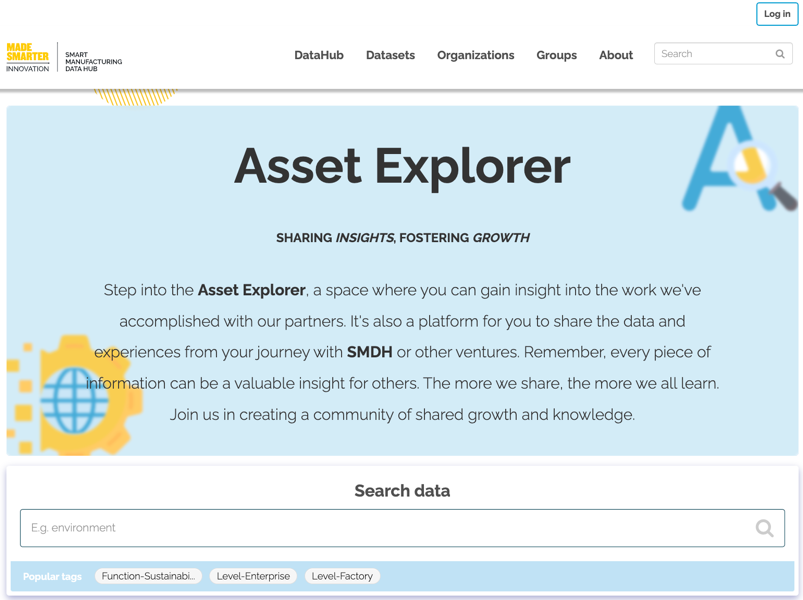 Log in
MADE
SMARTER
INNOVATION
SMART
MANUFACTURING
DATA HUB
DataHub Datasets Organizations Groups About Search
Asset Explorer
SHARING INSIGHTS, FOSTERING GROWTH
Step into the Asset Explorer, a space where you can gain insight into the work we've
accomplished with our partners. It's also a platform for you to share the data and
experiences from your journey with SMDH or other ventures. Remember, every piece of
information can be a valuable insight for others. The more we share, the more we all learn.
Join us in creating a community of shared growth and knowledge.
Search data
E.g. environment
Popular tags Function-Sustainabi... Level-Enterprise Level-Factory